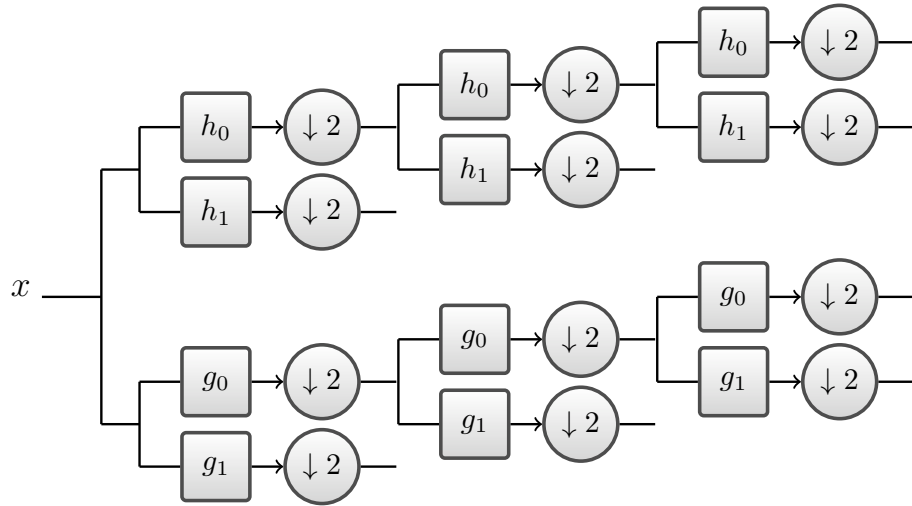 h₀ ↓ 2
h₀ ↓ 2
h₁ ↓ 2
h₀ ↓ 2
h₁ ↓ 2
h₁ ↓ 2
x
g₀ ↓ 2
g₀ ↓ 2
g₁ ↓ 2
g₀ ↓ 2
g₁ ↓ 2
g₁ ↓ 2